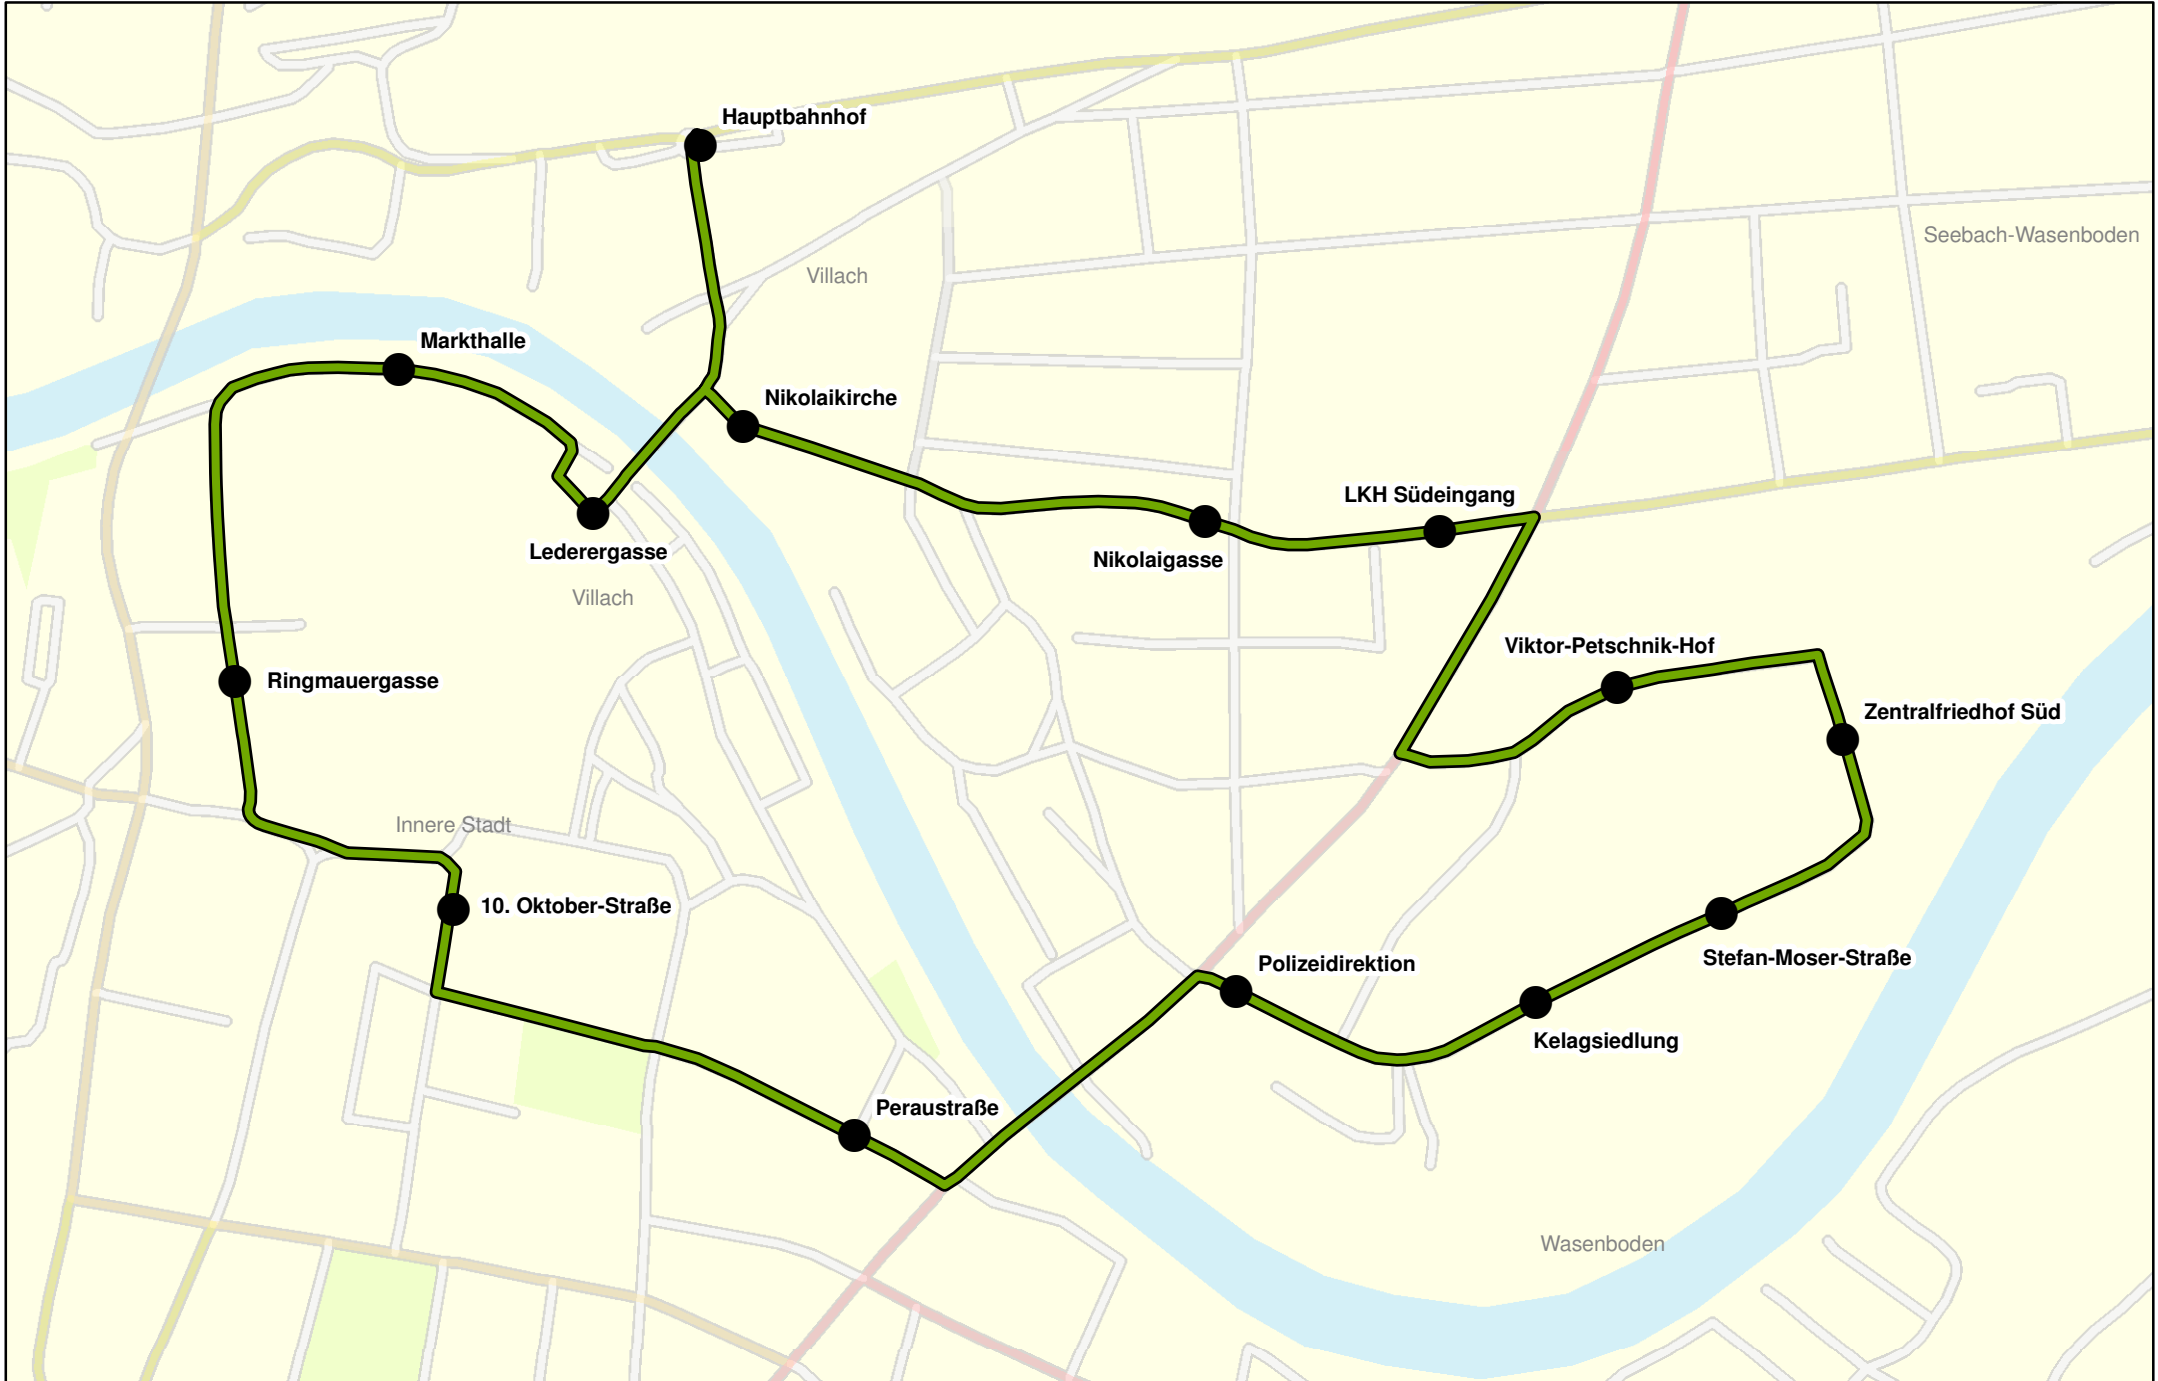 Hauptbahnhof
Seebach-Wasenboden
Villach
Markthalle
Nikolaikirche
LKH Südeingang
Lederergasse
Nikolaigasse
Villach
Viktor-Petschnik-Hof
Ringmauergasse
Zentralfriedhof Süd
Innere Stadt
10. Oktober-Straße
Stefan-Moser-Straße
Polizeidirektion
Kelagsiedlung
Peraustraße
Wasenboden